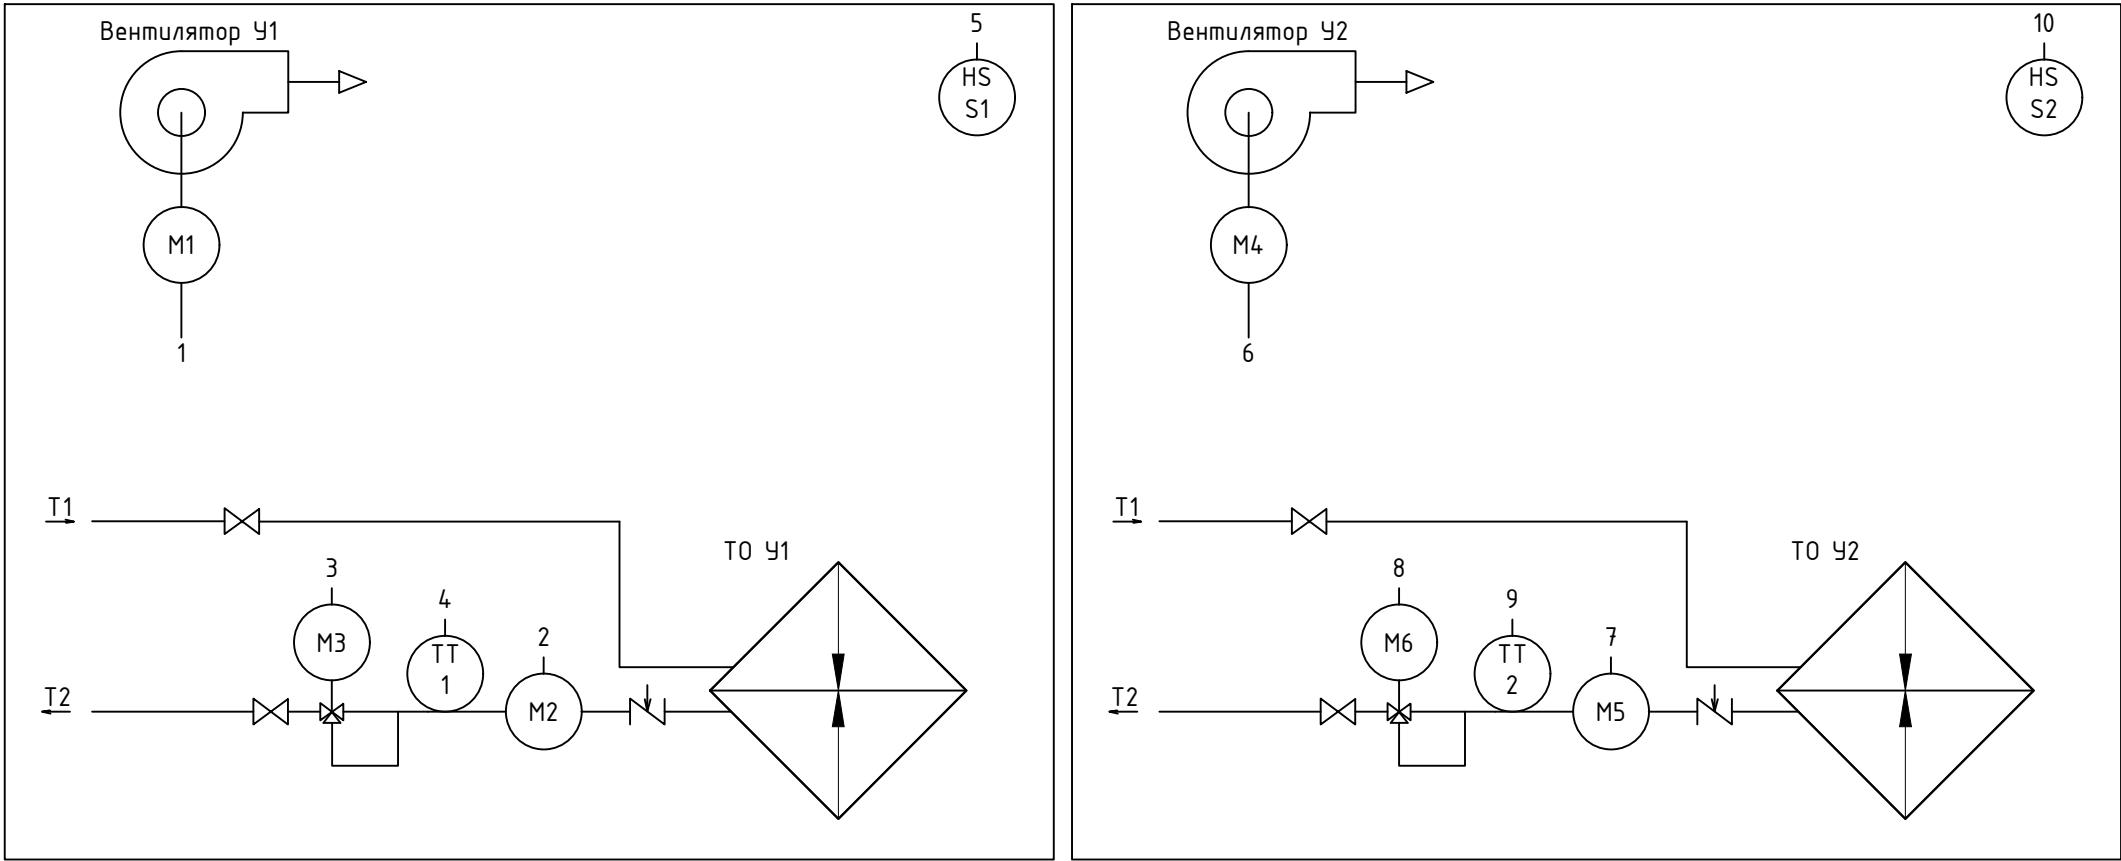 Вентилятор У1
5
HS
S1
M1
1
T1
ТО У1
3
M3
4
TT
1
2
M2
T2
Вентилятор У2
10
HS
S2
M4
6
T1
ТО У2
8
M6
9
TT
2
7
M5
T2